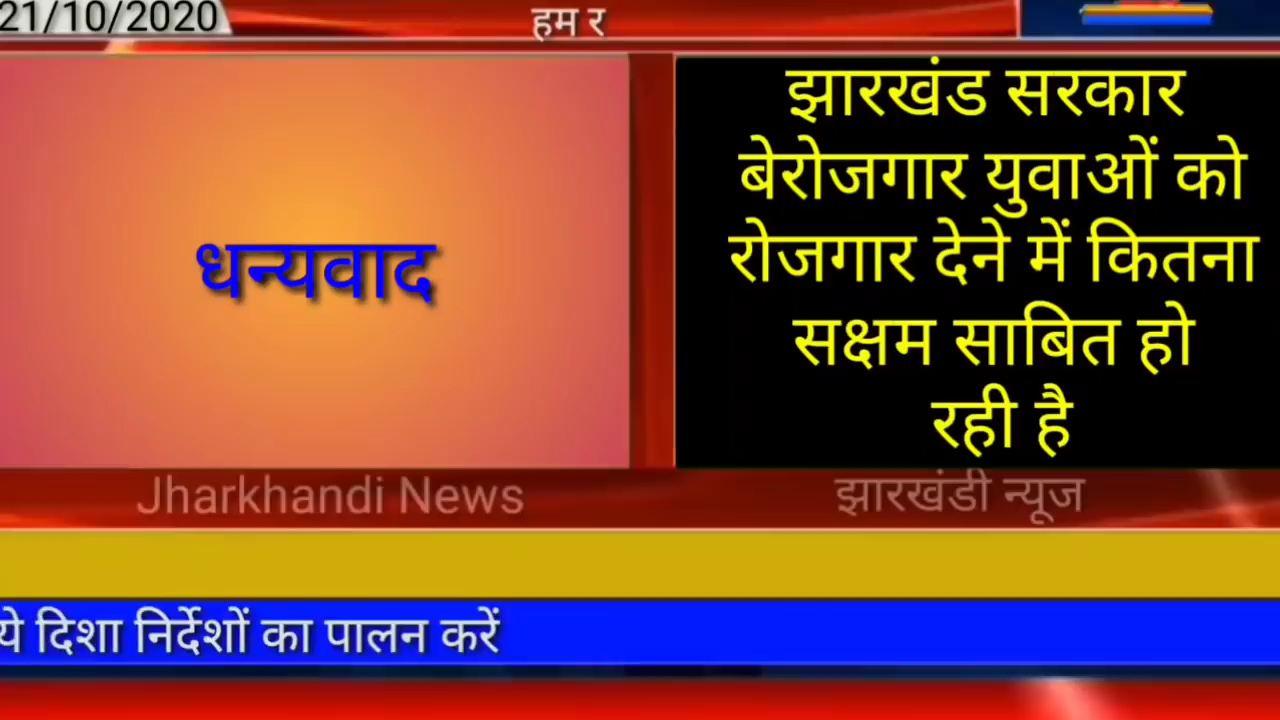 21/10/2020
हम र
धन्यवाद
झारखंड सरकार
बेरोजगार युवाओं को
रोजगार देने में कितना
सक्षम साबित हो
रही है
Jharkhandi News
झारखंडी न्यूज
ये दिशा निर्देशों का पालन करें